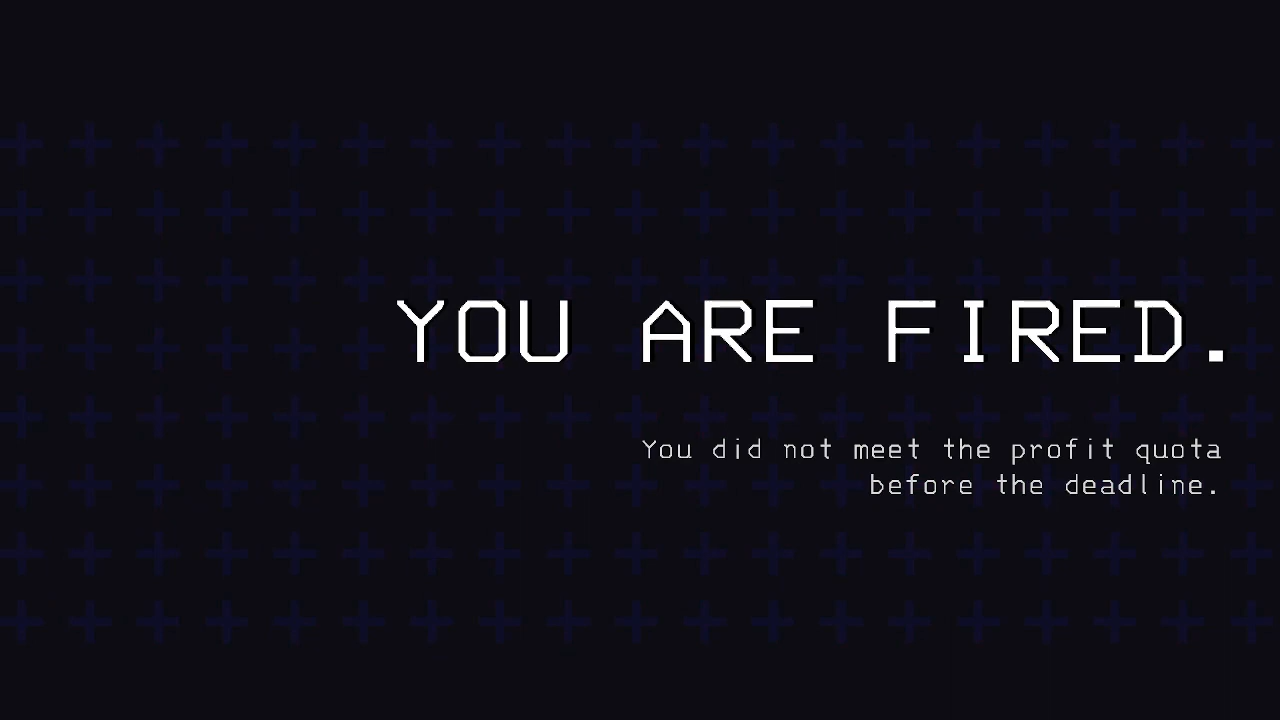 YOU ARE FIRED.
You did not meet the profit quota
before the deadline.